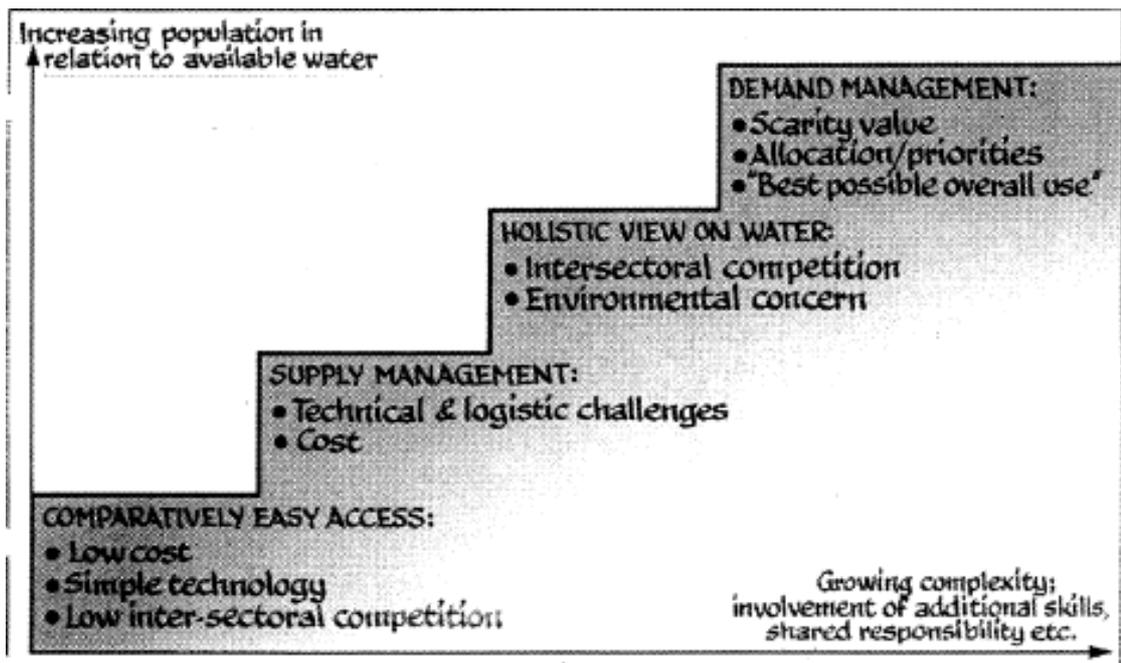 Increasing population in
relation to available water
DEMAND MANAGEMENT:
• Scarity value
• Allocation/priorities
• "Best possible overall use"
HOLISTIC VIEW ON WATER:
• Intersectoral competition
• Environmental concern
SUPPLY MANAGEMENT:
• Technical & logistic challenges
• Cost
COMPARATIVELY EASY ACCESS:
• Low cost
• Simple technology
• Low inter-sectoral competition
Growing complexity;
involvement of additional skills,
shared responsibility etc.